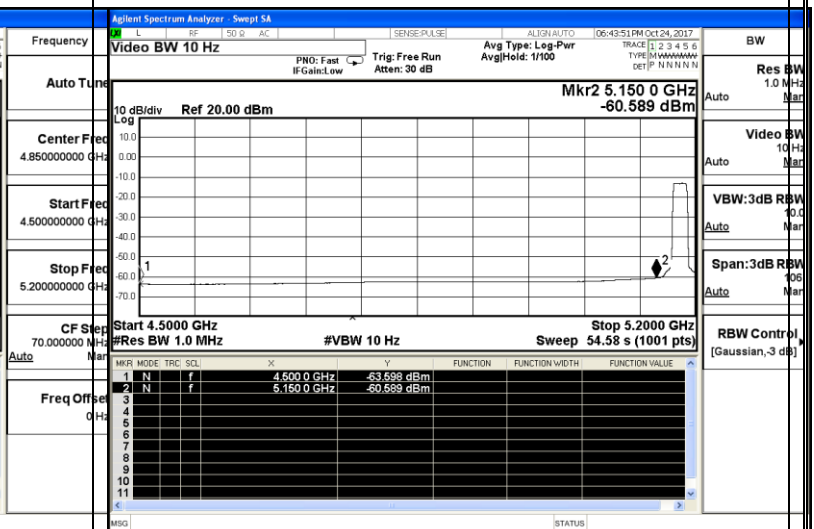 Agilent Spectrum Analyzer - Swept SA
L RF 50 Ω AC SENSE:PULSE ALIGNAUTO 06:43:51 PM Oct 24, 2017
Video BW 10 Hz
PNO: Fast
IFGain:Low
Trig: Free Run
Atten: 30 dB
Avg Type: Log-Pwr
Avg|Hold: 1/100
TRACE 1 2 3 4 5 6
TYPE MWWWWW
DET P N N N N N
Frequency
Auto Tune
Center Freq
4.850000000 GHz
Start Freq
4.500000000 GHz
Stop Freq
5.200000000 GHz
CF Step
70.000000 MHz
Auto Man
Freq Offset
0 Hz
Mkr2 5.150 0 GHz
-60.589 dBm
10 dB/div Ref 20.00 dBm
Log
10.0
0.00
-10.0
-20.0
-30.0
-40.0
-50.0
-60.0
-70.0
1
2
Start 4.5000 GHz Stop 5.2000 GHz
#Res BW 1.0 MHz #VBW 10 Hz Sweep 54.58 s (1001 pts)
MKR MODE TRC SCL X Y FUNCTION FUNCTION WIDTH FUNCTION VALUE
1 N f 4.500 0 GHz -63.598 dBm
2 N f 5.150 0 GHz -60.589 dBm
3
4
5
6
7
8
9
10
11
MSG STATUS
BW
Res BW
1.0 MHz
Auto Man
Video BW
10 Hz
Auto Man
VBW:3dB RBW
10.0
Auto Man
Span:3dB RBW
106
Auto Man
RBW Control
[Gaussian,-3 dB]